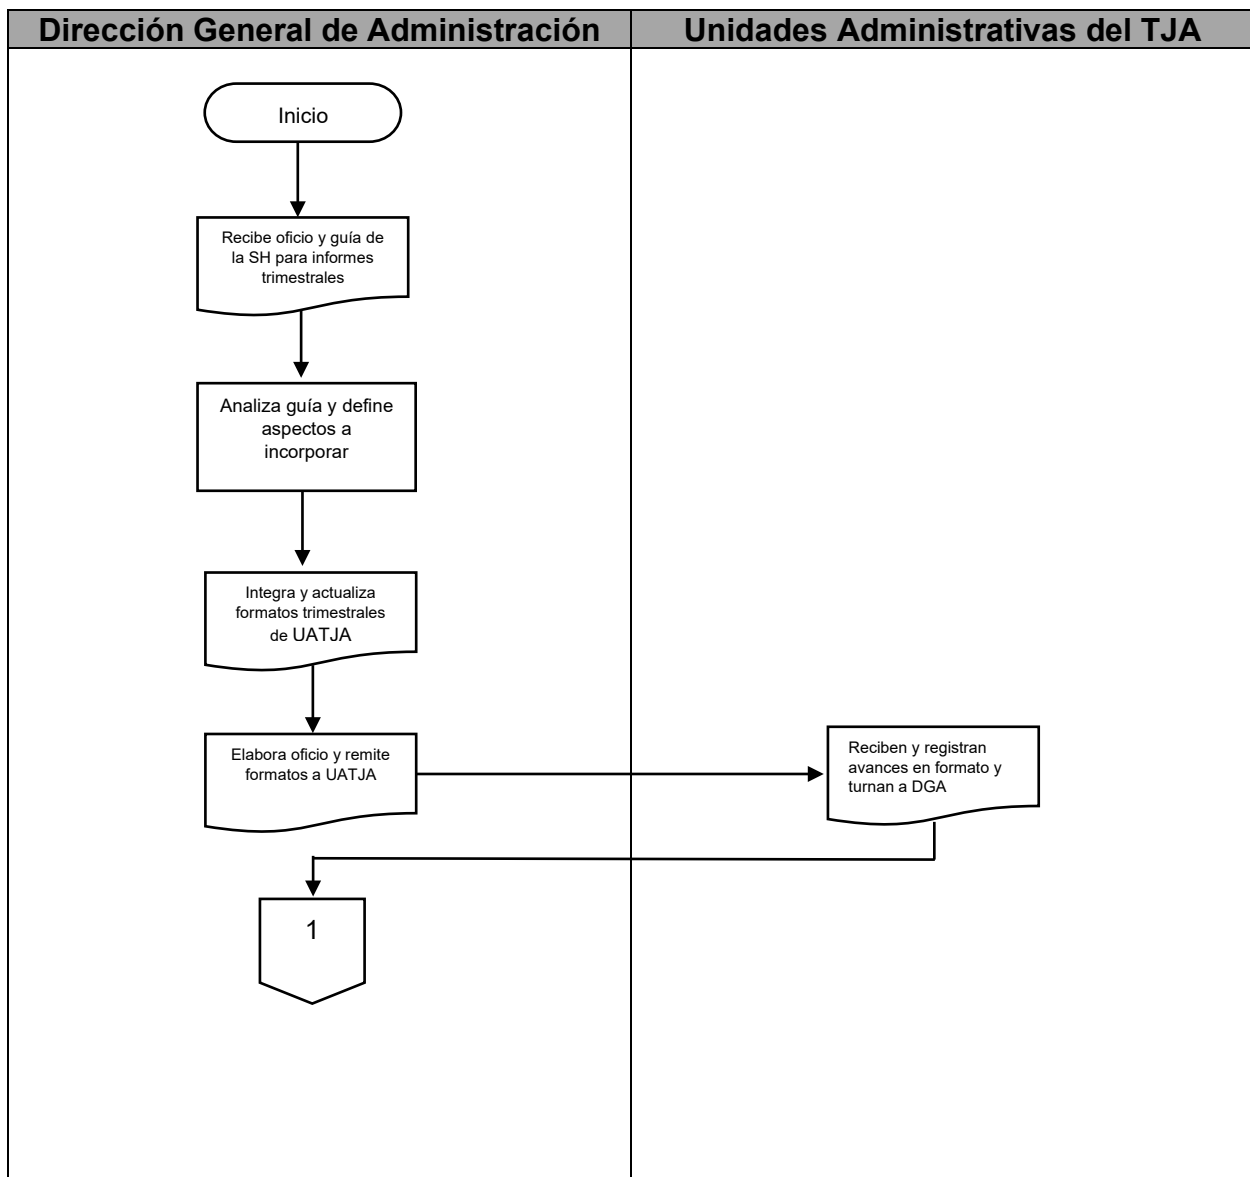 Dirección General de Administración
Unidades Administrativas del TJA
Inicio
Recibe oficio y guía de
la SH para informes
trimestrales
Analiza guía y define
aspectos a
incorporar
Integra y actualiza
formatos trimestrales
de UATJA
Elabora oficio y remite
formatos a UATJA
Reciben y registran
avances en formato y
turnan a DGA
1